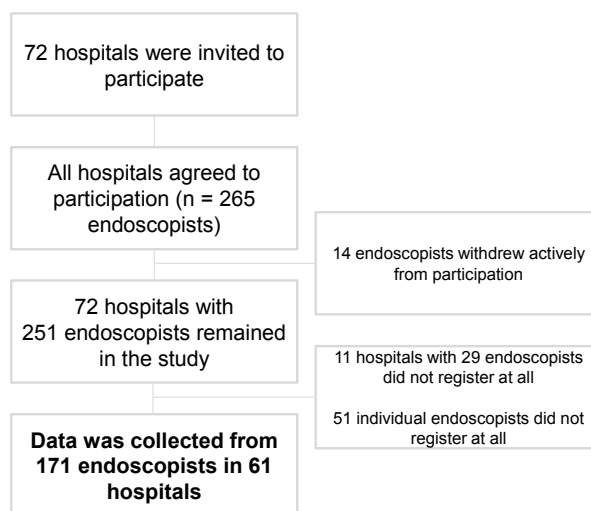 72 hospitals were invited to
participate
All hospitals agreed to
participation (n = 265
endoscopists)
14 endoscopists withdrew actively
from participation
72 hospitals with
251 endoscopists remained
in the study
11 hospitals with 29 endoscopists
did not register at all
51 individual endoscopists did not
register at all
Data was collected from
171 endoscopists in 61
hospitals